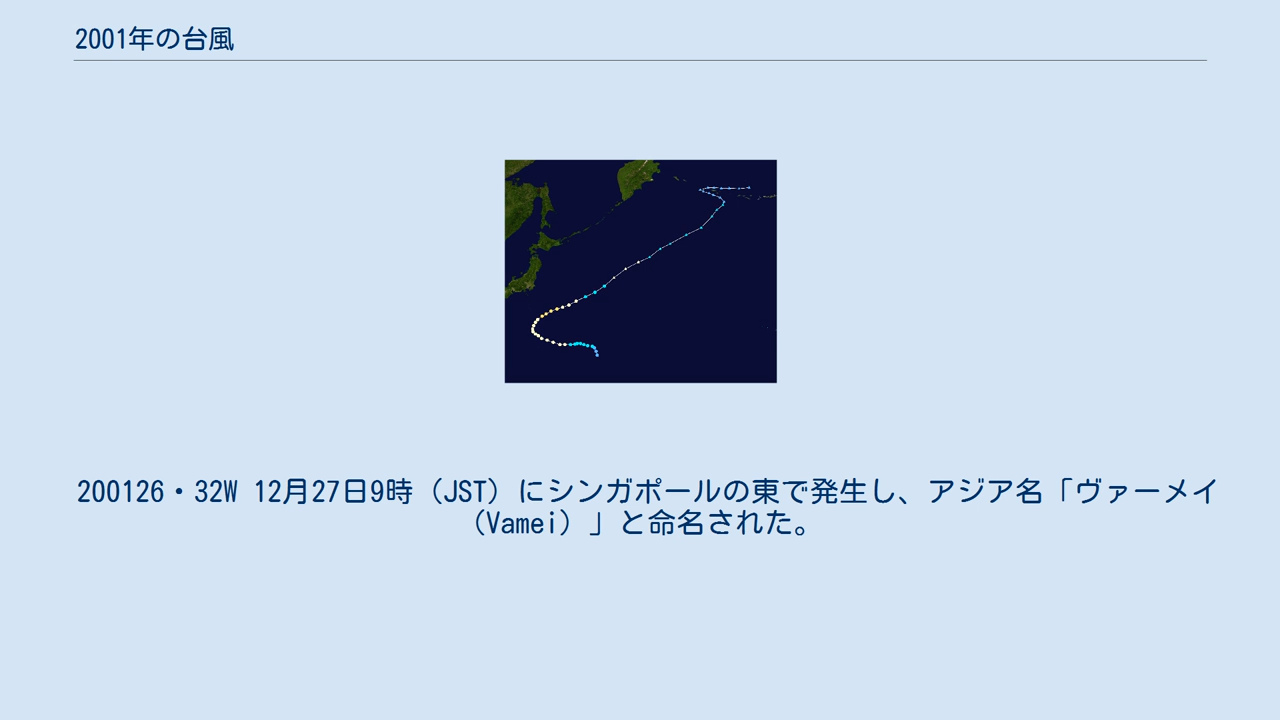 2001年の台風
200126・32W 12月27日9時（JST）にシンガポールの東で発生し、アジア名「ヴァーメイ
（Vamei）」と命名された。